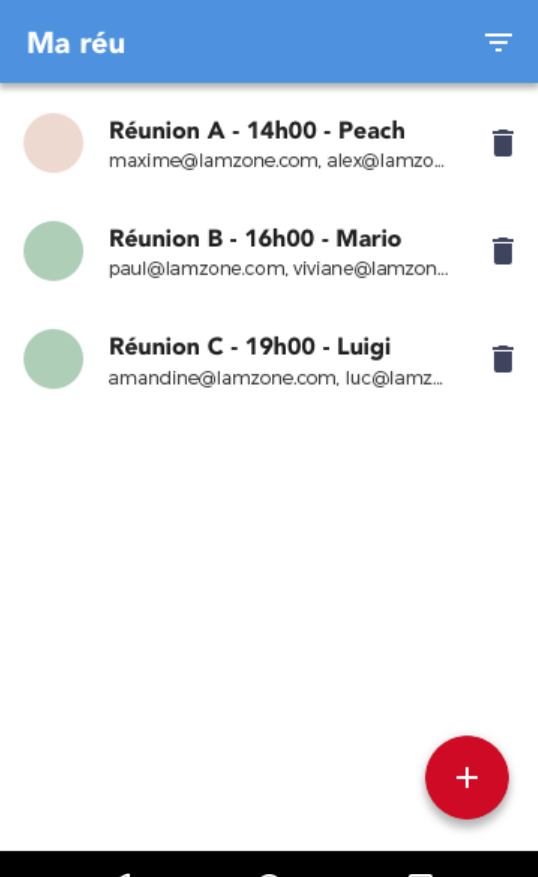 Ma réu
Réunion A - 14h00 - Peach
maxime@lamzone.com, alex@lamzo...
Réunion B - 16h00 - Mario
paul@lamzone.com, viviane@lamzon...
Réunion C - 19h00 - Luigi
amandine@lamzone.com, luc@lamz...